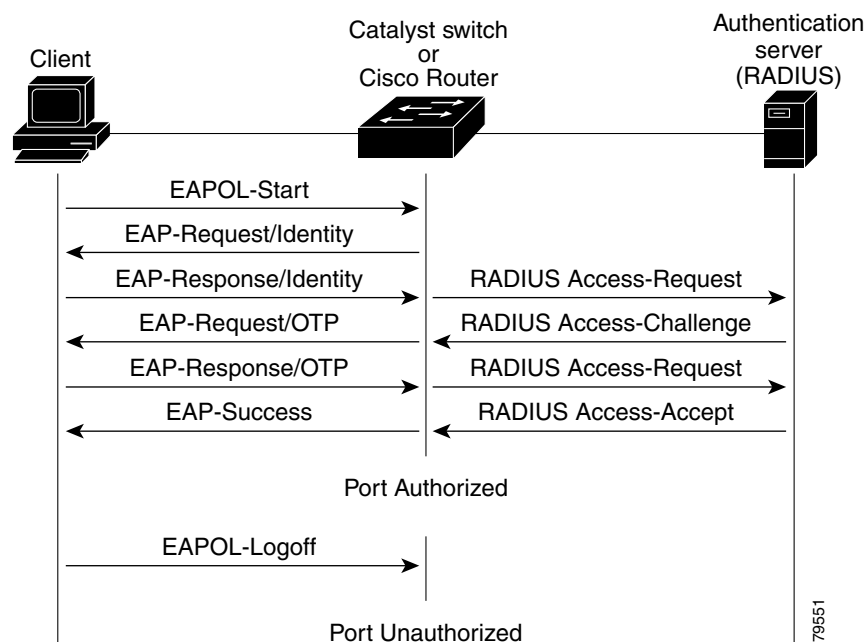 Client
Catalyst switch
or
Cisco Router
Authentication
server
(RADIUS)
EAPOL-Start
EAP-Request/Identity
EAP-Response/Identity
RADIUS Access-Request
EAP-Request/OTP
RADIUS Access-Challenge
EAP-Response/OTP
RADIUS Access-Request
EAP-Success
RADIUS Access-Accept
Port Authorized
EAPOL-Logoff
Port Unauthorized
79551